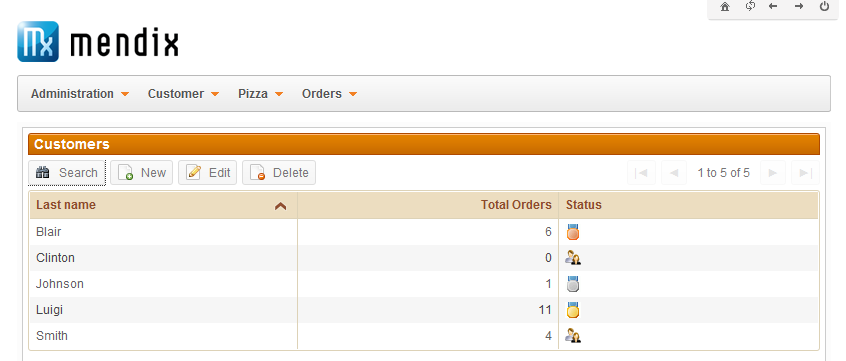 Mx mendix
Administration Customer Pizza Orders
Customers
Search New Edit Delete 1 to 5 of 5
Last name Total Orders Status
Blair 6
Clinton 0
Johnson 1
Luigi 11
Smith 4